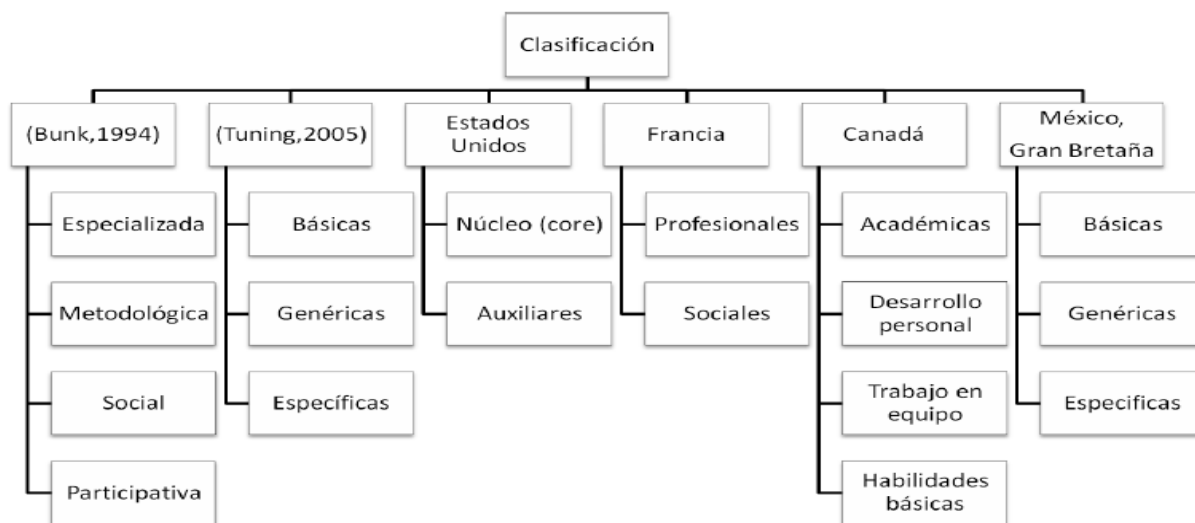 Clasificación
(Bunk,1994)
Especializada
Metodológica
Social
Participativa
(Tuning,2005)
Básicas
Genéricas
Específicas
Estados
Unidos
Núcleo (core)
Auxiliares
Francia
Profesionales
Sociales
Canadá
Académicas
Desarrollo
personal
Trabajo en
equipo
Habilidades
básicas
México,
Gran Bretaña
Básicas
Genéricas
Especificas